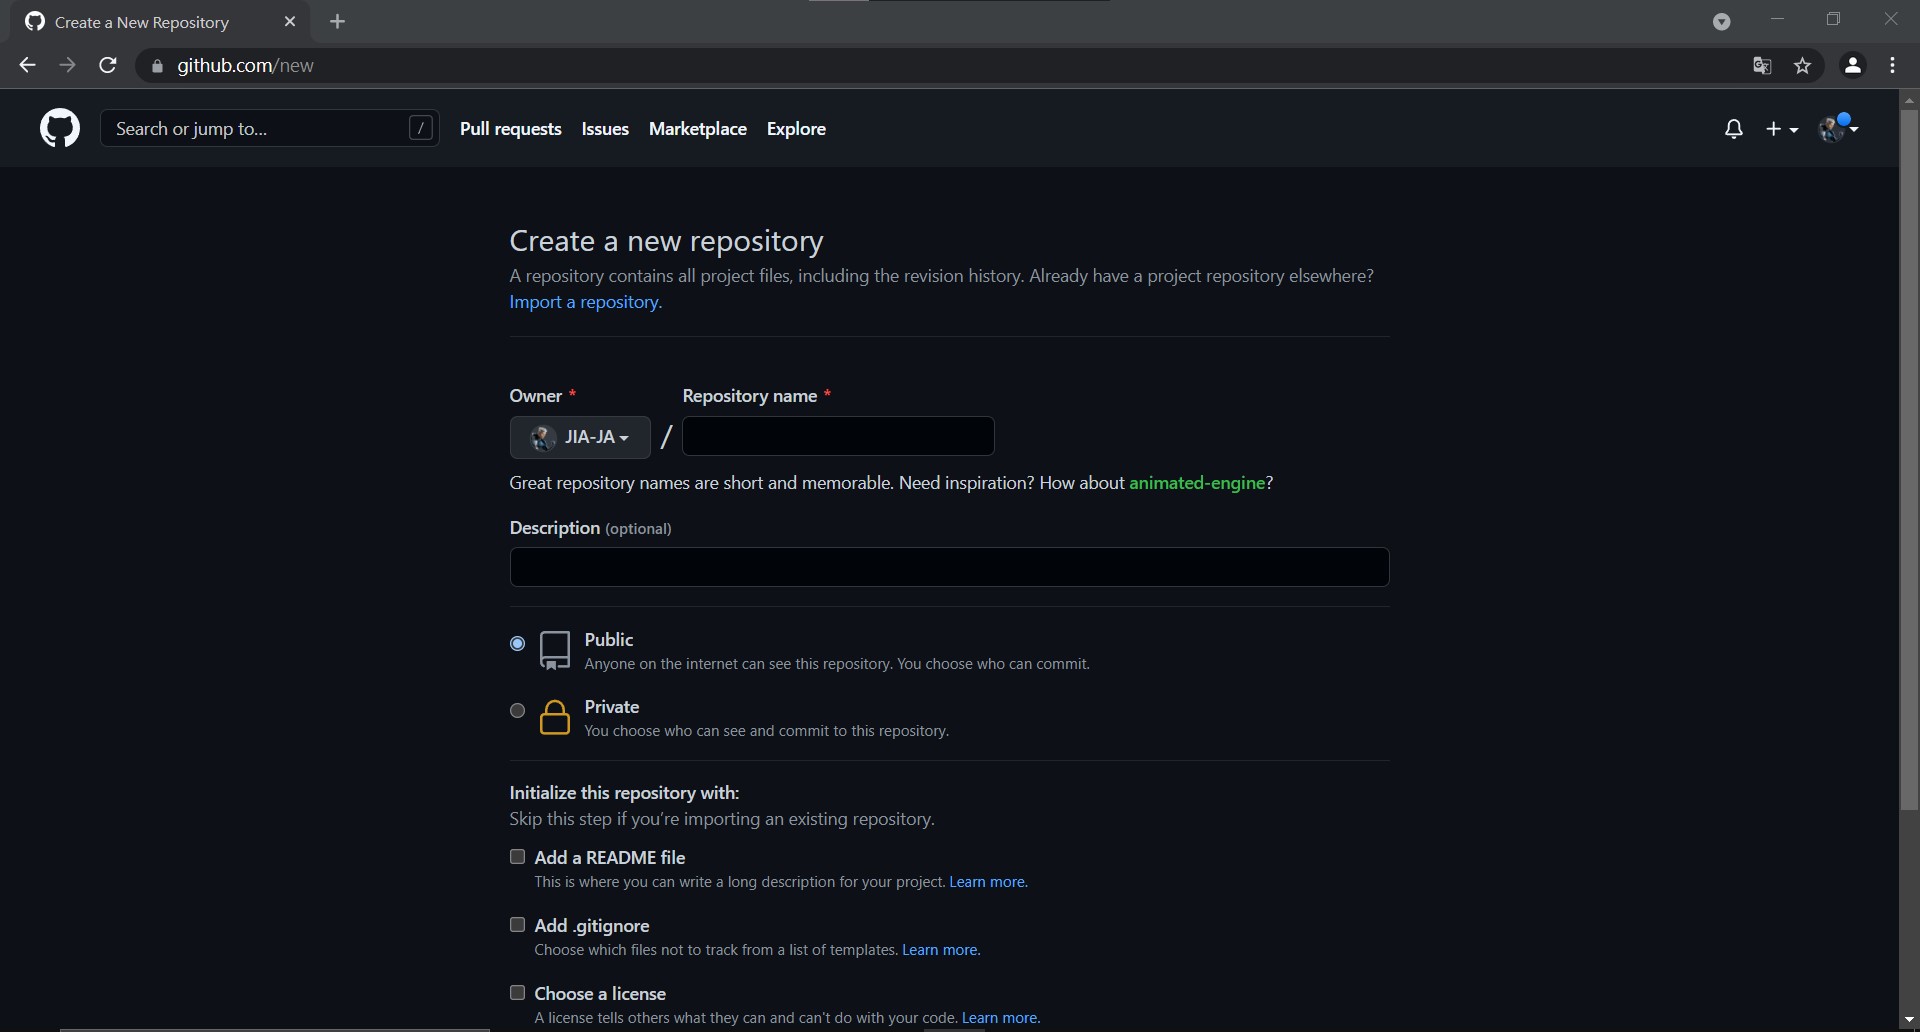 Create a New Repository
github.com/new
Search or jump to... /
Pull requests Issues Marketplace Explore
Create a new repository
A repository contains all project files, including the revision history. Already have a project repository elsewhere?
Import a repository.
Owner * Repository name *
JIA-JA /
Great repository names are short and memorable. Need inspiration? How about animated-engine?
Description (optional)
Public
Anyone on the internet can see this repository. You choose who can commit.
Private
You choose who can see and commit to this repository.
Initialize this repository with:
Skip this step if you’re importing an existing repository.
Add a README file
This is where you can write a long description for your project. Learn more.
Add .gitignore
Choose which files not to track from a list of templates. Learn more.
Choose a license
A license tells others what they can and can't do with your code. Learn more.